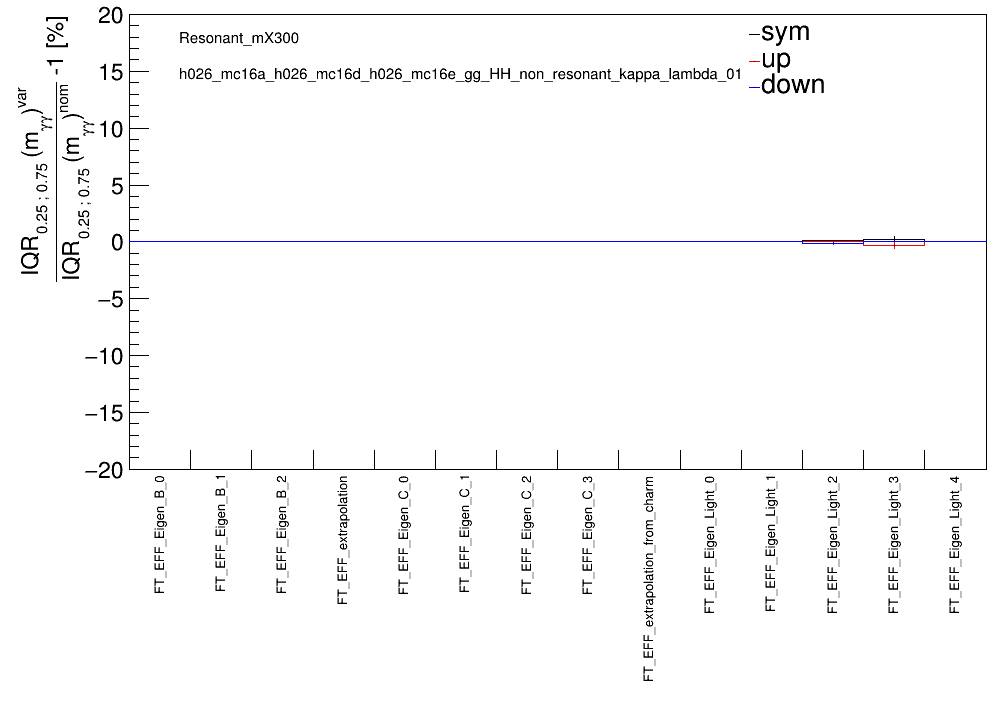 IQR0.25 ; 0.75 (mγγ)var
IQR0.25 ; 0.75 (mγγ)nom -1 [%]
20
15
10
5
0
−5
−10
−15
−20
Resonant_mX300
h026_mc16a_h026_mc16d_h026_mc16e_gg_HH_non_resonant_kappa_lambda_01
sym
up
down
FT_EFF_Eigen_B_0
FT_EFF_Eigen_B_1
FT_EFF_Eigen_B_2
FT_EFF_extrapolation
FT_EFF_Eigen_C_0
FT_EFF_Eigen_C_1
FT_EFF_Eigen_C_2
FT_EFF_Eigen_C_3
FT_EFF_extrapolation_from_charm
FT_EFF_Eigen_Light_0
FT_EFF_Eigen_Light_1
FT_EFF_Eigen_Light_2
FT_EFF_Eigen_Light_3
FT_EFF_Eigen_Light_4